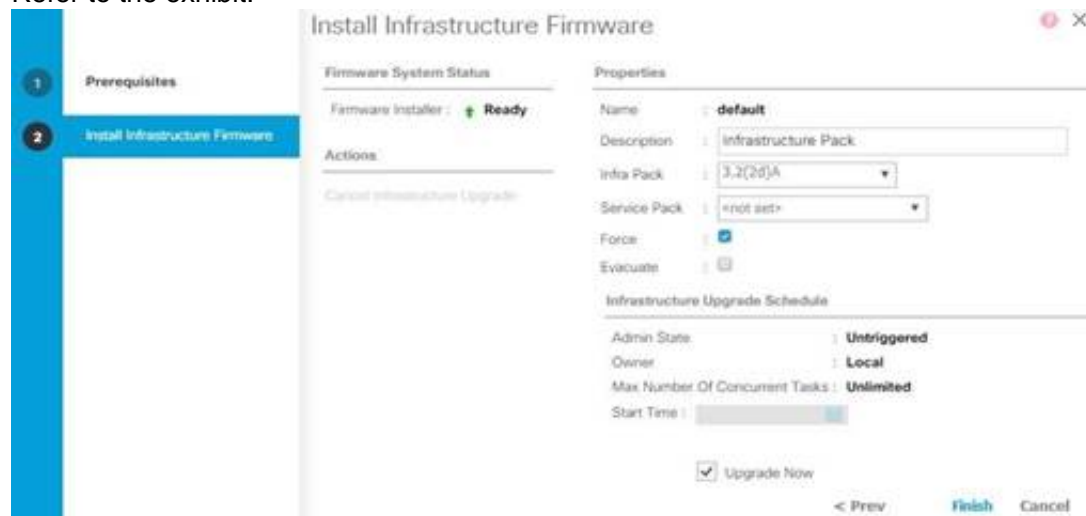 Refer to the exhibit.
Install Infrastructure Firmware
1 Prerequisites
2 Install Infrastructure Firmware
Firmware System Status
Firmware Installer : Ready
Actions
Cancel Infrastructure Upgrade
Properties
Name : default
Description : Infrastructure Pack
Infra Pack : 3.2(2d)A
Service Pack : <not set>
Force :
Evacuate :
Infrastructure Upgrade Schedule
Admin State : Untriggered
Owner : Local
Max Number Of Concurrent Tasks : Unlimited
Start Time :
Upgrade Now
< Prev Finish Cancel